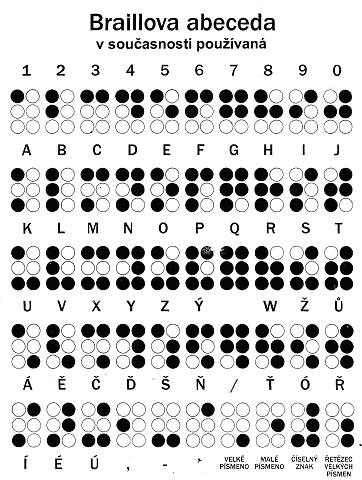 Braillova abeceda
v současnosti používaná
1 2 3 4 5 6 7 8 9 0
A B C D E F G H I J
K L M N O P Q R S T
U V X Y Z Ý W Ž Ů
Á Ě Č Ď Š Ň / Ť Ó Ř
Í É Ú , - . VELKÉ PÍSMENO MALÉ PÍSMENO ČÍSELNÝ ZNAK ŘETĚZEC VELKÝCH PÍSMEN